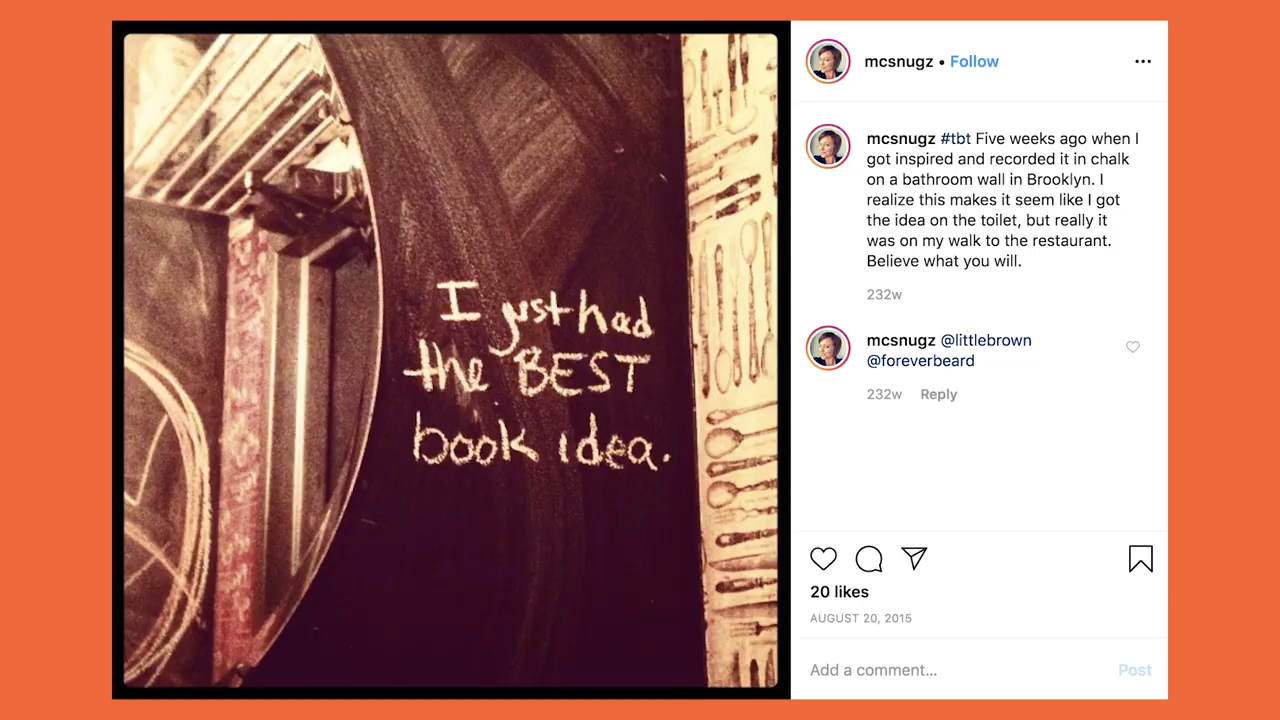 I just had
the BEST
book idea.
mcsnugz • Follow
mcsnugz #tbt Five weeks ago when I
got inspired and recorded it in chalk
on a bathroom wall in Brooklyn. I
realize this makes it seem like I got
the idea on the toilet, but really it
was on my walk to the restaurant.
Believe what you will.
232w
mcsnugz @littlebrown
@foreverbeard
232w Reply
20 likes
AUGUST 20, 2015
Add a comment... Post